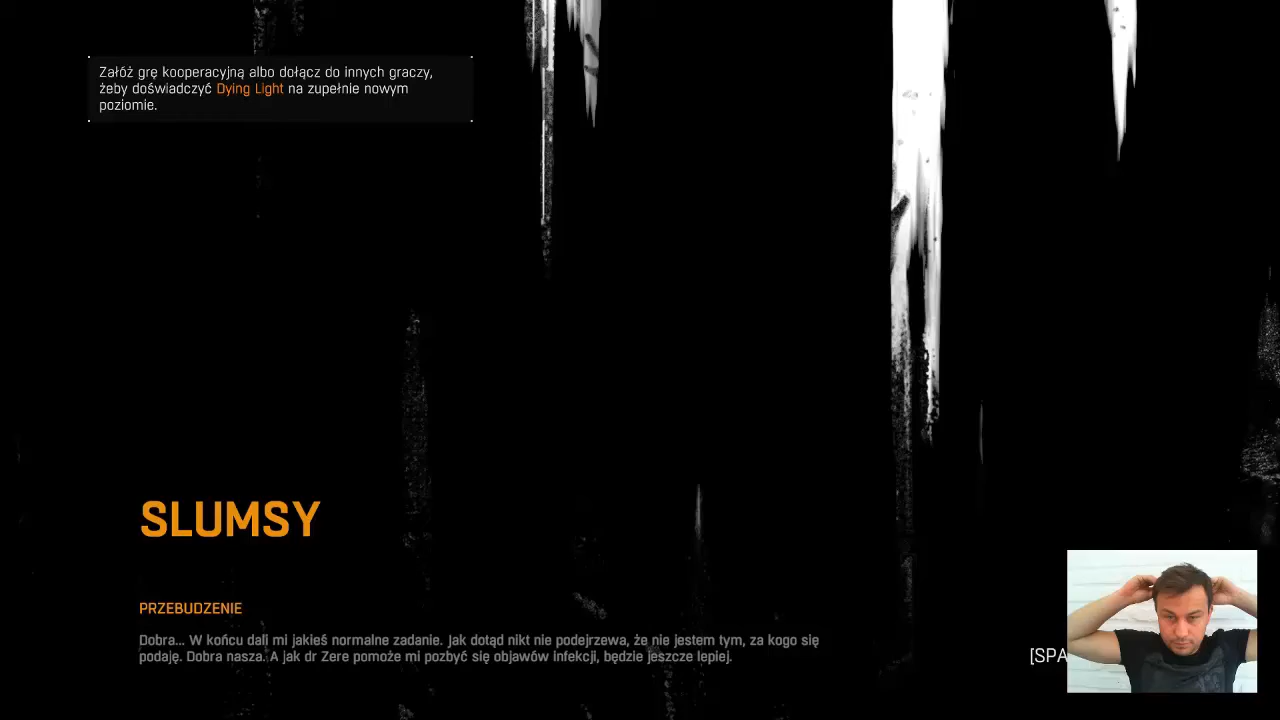 Załóż grę kooperacyjną albo dołącz do innych graczy,
żeby doświadczyć Dying Light na zupełnie nowym
poziomie.
SLUMSY
PRZEBUDZENIE
Dobra... W końcu dali mi jakieś normalne zadanie. Jak dotąd nikt nie podejrzewa, że nie jestem tym, za kogo się
podaję. Dobra nasza. A jak dr Zere pomoże mi pozbyć się objawów infekcji, będzie jeszcze lepiej.
[SPA